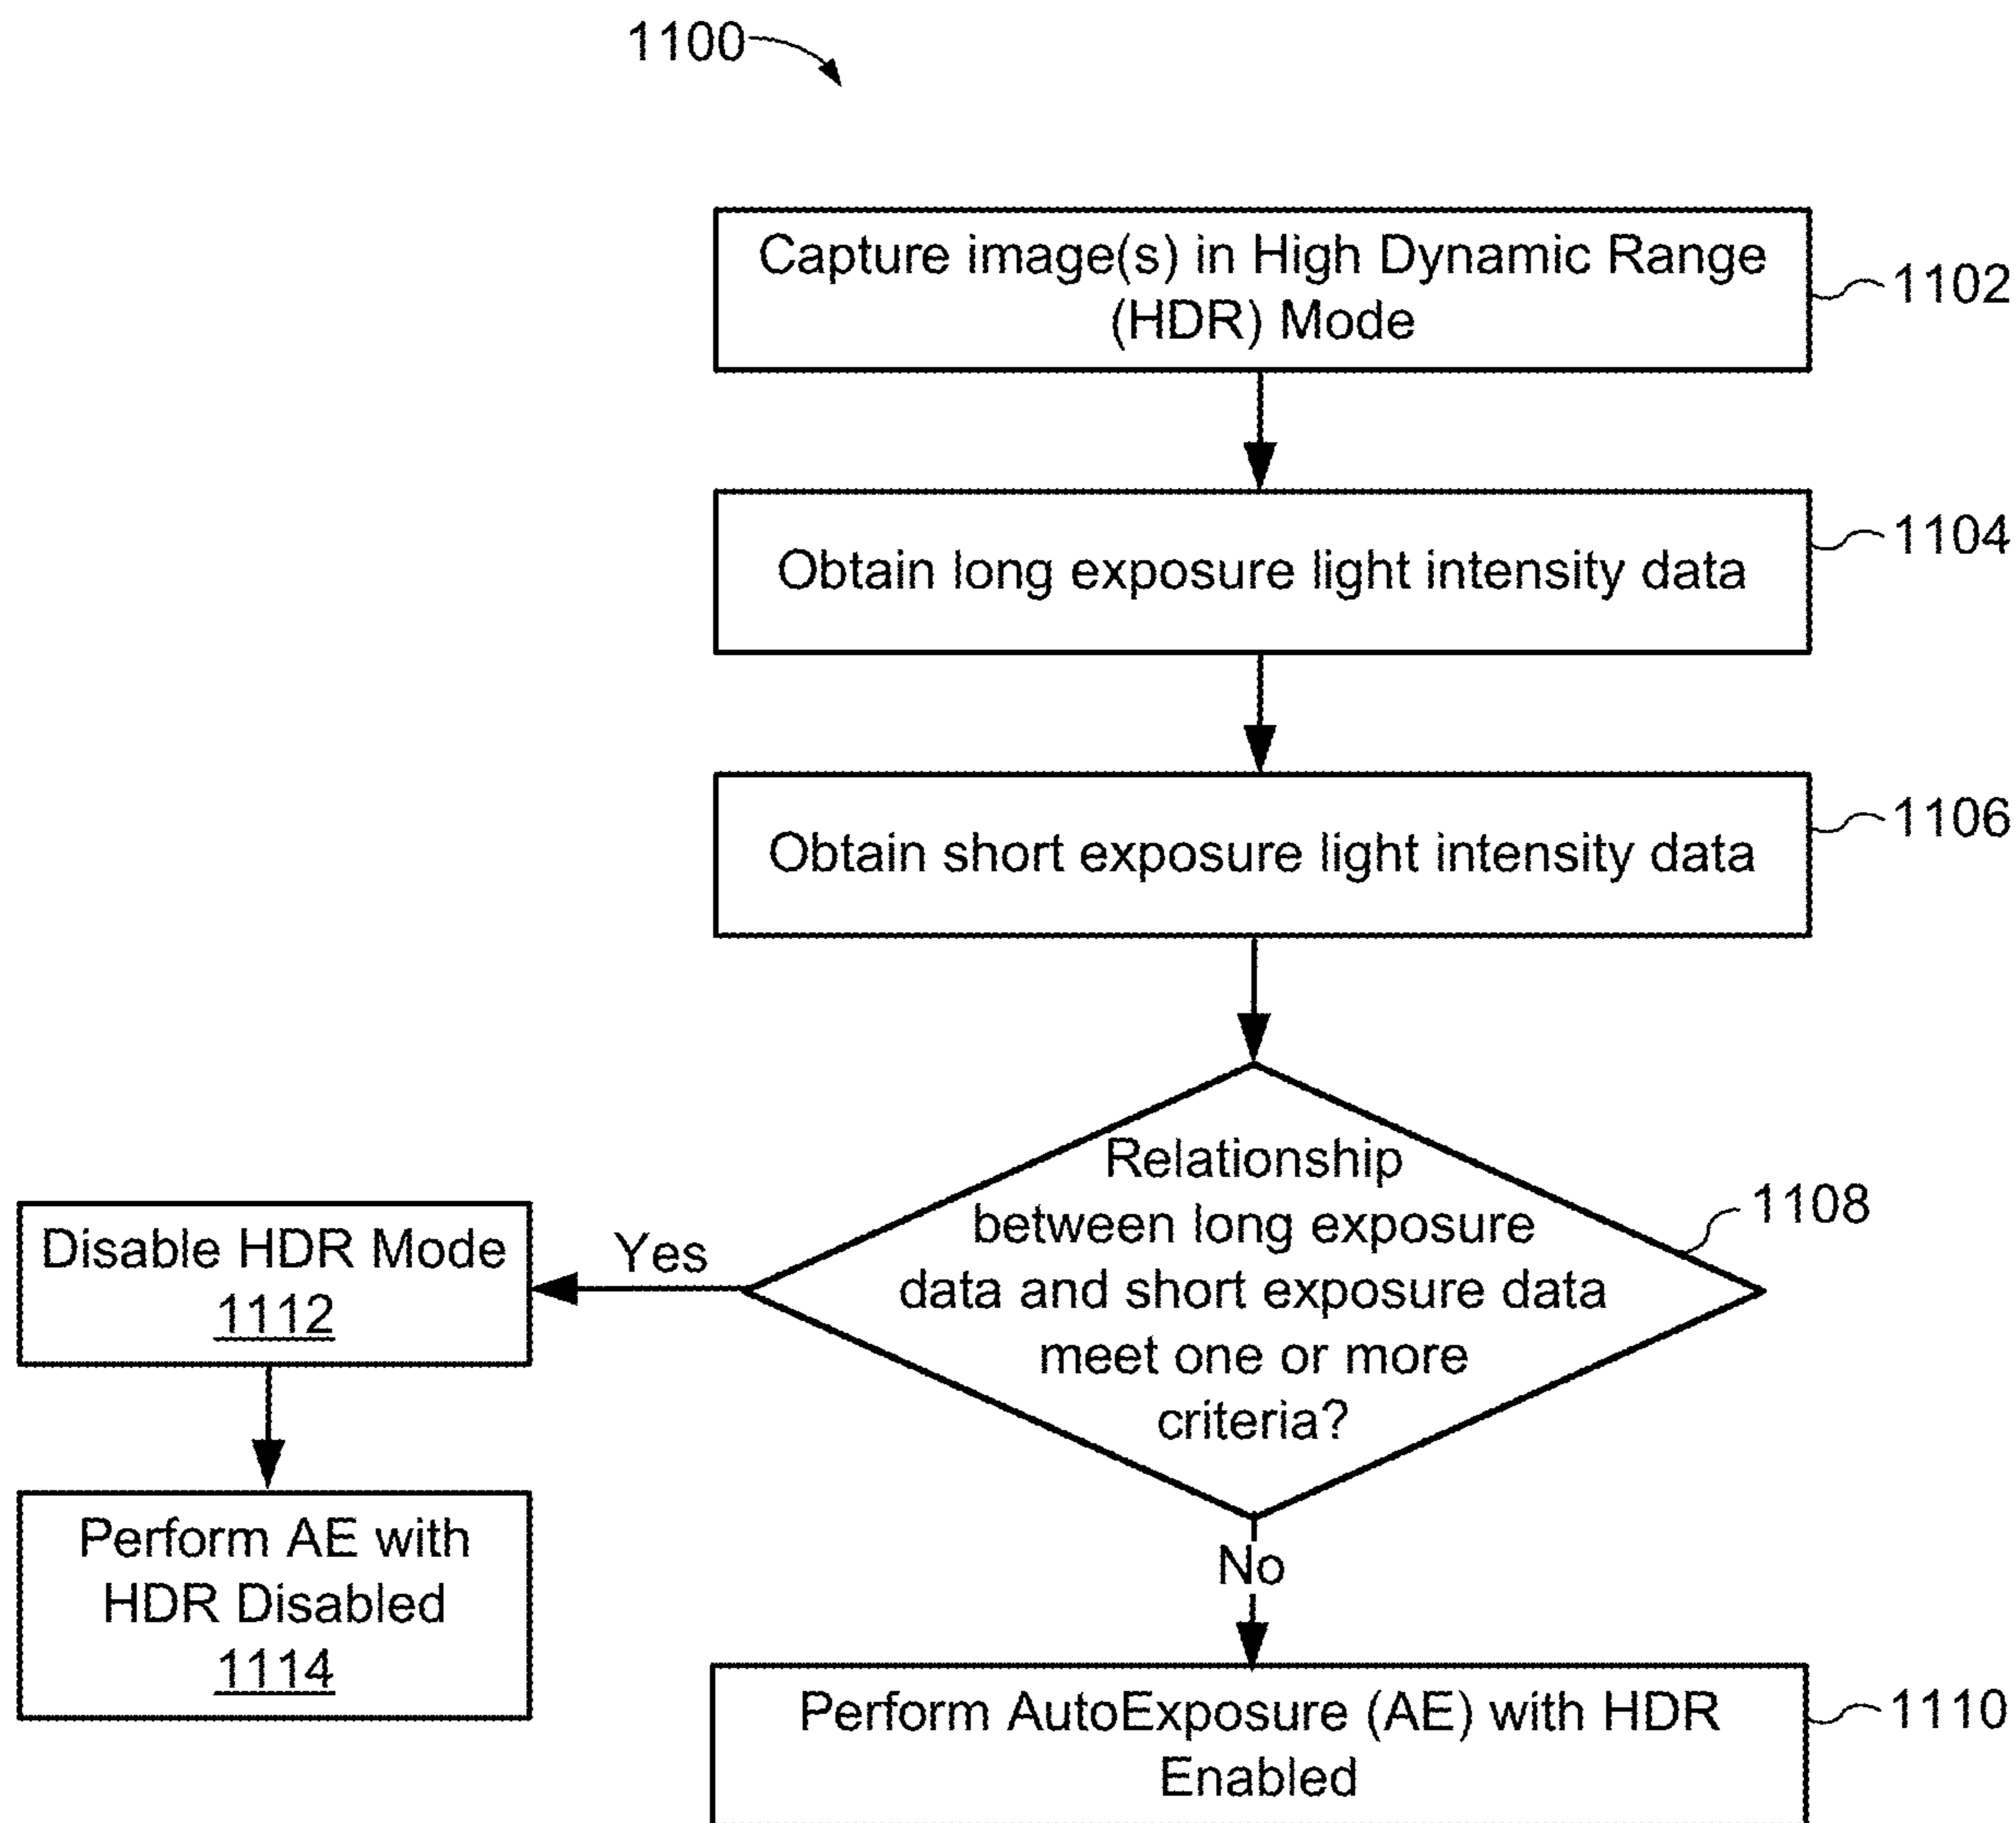 1100
Capture image(s) in High Dynamic Range
(HDR) Mode
1102
Obtain long exposure light intensity data
1104
Obtain short exposure light intensity data
1106
Relationship
between long exposure
data and short exposure data
meet one or more
criteria?
1108
Yes
Disable HDR Mode
1112
Perform AE with
HDR Disabled
1114
No
Perform AutoExposure (AE) with HDR
Enabled
1110